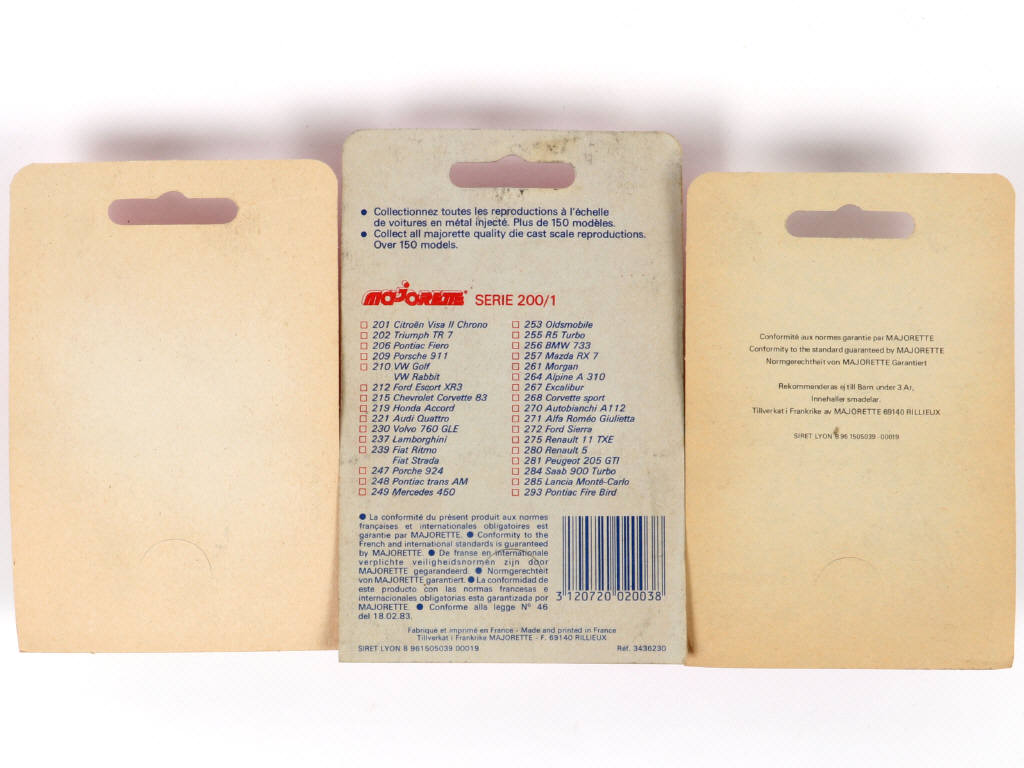 ● Collectionnez toutes les reproductions à l'échelle
de voitures en métal injecté. Plus de 150 modèles.
● Collect all majorette quality die cast scale reproductions.
Over 150 models.
MAJORETTE® SERIE 200/1
□ 201 Citroën Visa II Chrono
□ 202 Triumph TR 7
□ 206 Pontiac Fiero
□ 209 Porsche 911
□ 210 VW Golf
VW Rabbit
□ 212 Ford Escort XR3
□ 215 Chevrolet Corvette 83
□ 219 Honda Accord
□ 221 Audi Quattro
□ 230 Volvo 760 GLE
□ 237 Lamborghini
□ 239 Fiat Ritmo
Fiat Strada
□ 247 Porche 924
□ 248 Pontiac trans AM
□ 249 Mercedes 450
□ 253 Oldsmobile
□ 255 R5 Turbo
□ 256 BMW 733
□ 257 Mazda RX 7
□ 261 Morgan
□ 264 Alpine A 310
□ 267 Excalibur
□ 268 Corvette sport
□ 270 Autobianchi A112
□ 271 Alfa Roméo Giulietta
□ 272 Ford Sierra
□ 275 Renault 11 TXE
□ 280 Renault 5
□ 281 Peugeot 205 GTI
□ 284 Saab 900 Turbo
□ 285 Lancia Monté-Carlo
□ 293 Pontiac Fire Bird
● La conformité du présent produit aux normes
françaises et internationales obligatoires est
garantie par MAJORETTE. ● Conformity to the
French and international standards is guaranteed
by MAJORETTE. ● De franse en internationale
verplichte veiligheidsnormén zijn door
MAJORETTE gegarandeerd. ● Normgerechteit
von MAJORETTE garantiert. ● La conformidad de
este producto con las normas francesas e
internacionales obligatorias esta garantizada por
MAJORETTE. ● Conforme alla legge N° 46
del 18.02.83.
3 120720 020038
Fabriqué et imprimé en France - Made and printed in France
Tillverkat i Frankrike MAJORETTE - F. 69140 RILLIEUX
SIRET LYON 8 961505039 00019
Réf. 3436230
Conformité aux normes garantie par MAJORETTE
Conformity to the standard guaranteed by MAJORETTE
Normgerechtheit von MAJORETTE Garantiert
Rekommenderas ej till Barn under 3 Ar,
Innehaller smadelar.
Tillverkat i Frankrike av MAJORETTE 69140 RILLIEUX
SIRET LYON 8 96 1505039 00019